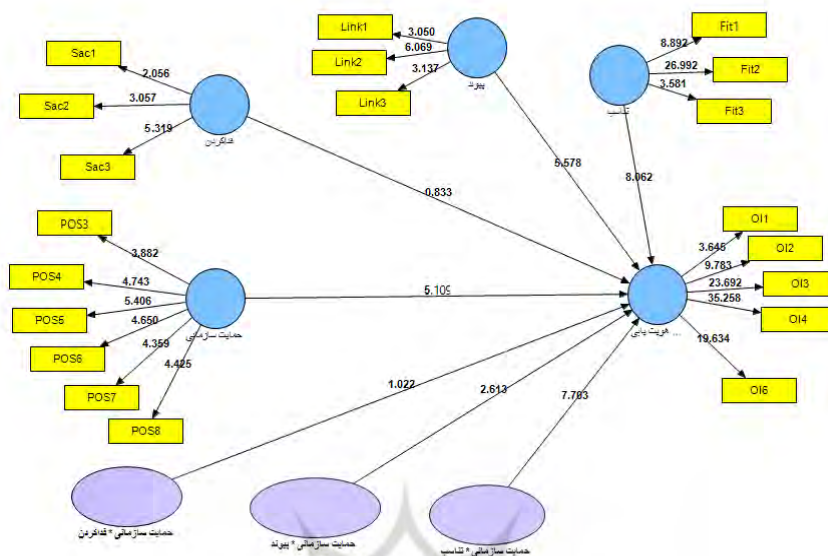 Sac1
Sac2
Sac3
2.056
3.057
5.319
فداکردن
Link1
Link2
Link3
3.050
6.069
3.137
پیوند
Fit1
Fit2
Fit3
8.892
26.992
3.581
تناسب
0.833
5.578
8.062
POS3
POS4
POS5
POS6
POS7
POS8
3.882
4.743
5.406
4.650
4.359
4.425
حمایت سازمانی
5.109
OI1
OI2
OI3
OI4
OI6
3.645
9.783
23.692
35.258
19.634
هویت یابی ...
1.022
2.613
7.703
حمایت سازمانی * فداکردن
حمایت سازمانی * پیوند
حمایت سازمانی * تناسب